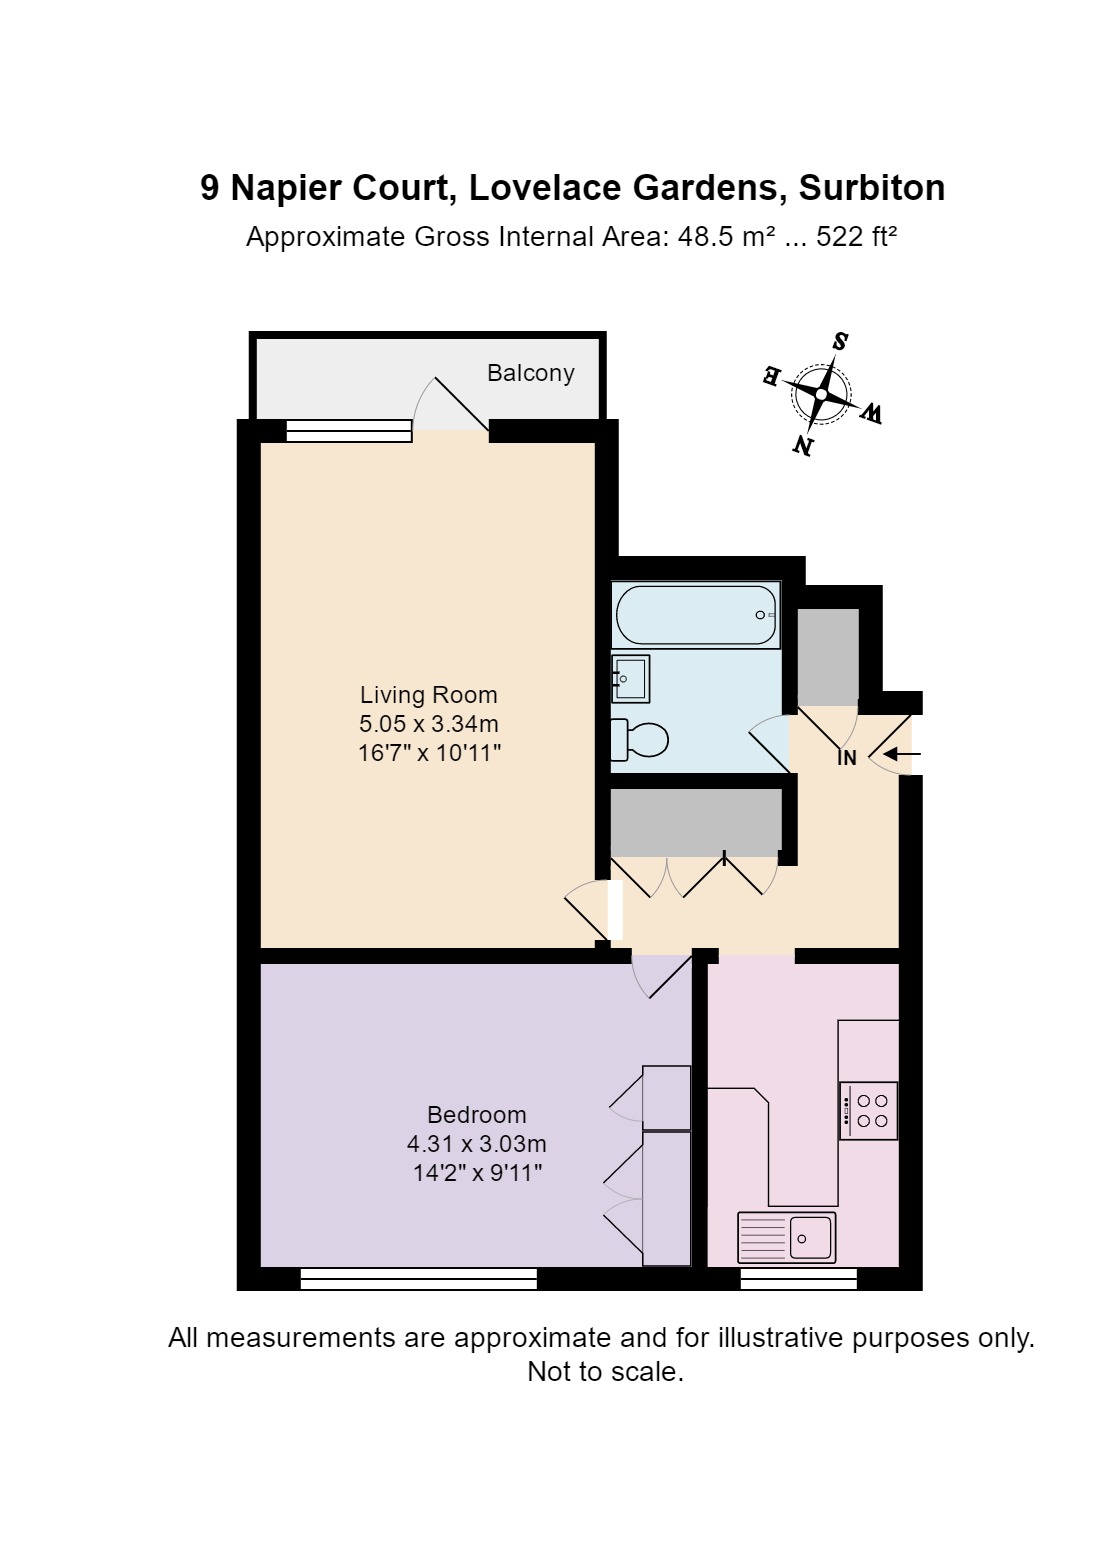 9 Napier Court, Lovelace Gardens, Surbiton
Approximate Gross Internal Area: 48.5 m² ... 522 ft²
S
E
W
N
Balcony
Living Room
5.05 x 3.34m
16'7" x 10'11"
IN
Bedroom
4.31 x 3.03m
14'2" x 9'11"
All measurements are approximate and for illustrative purposes only.
Not to scale.